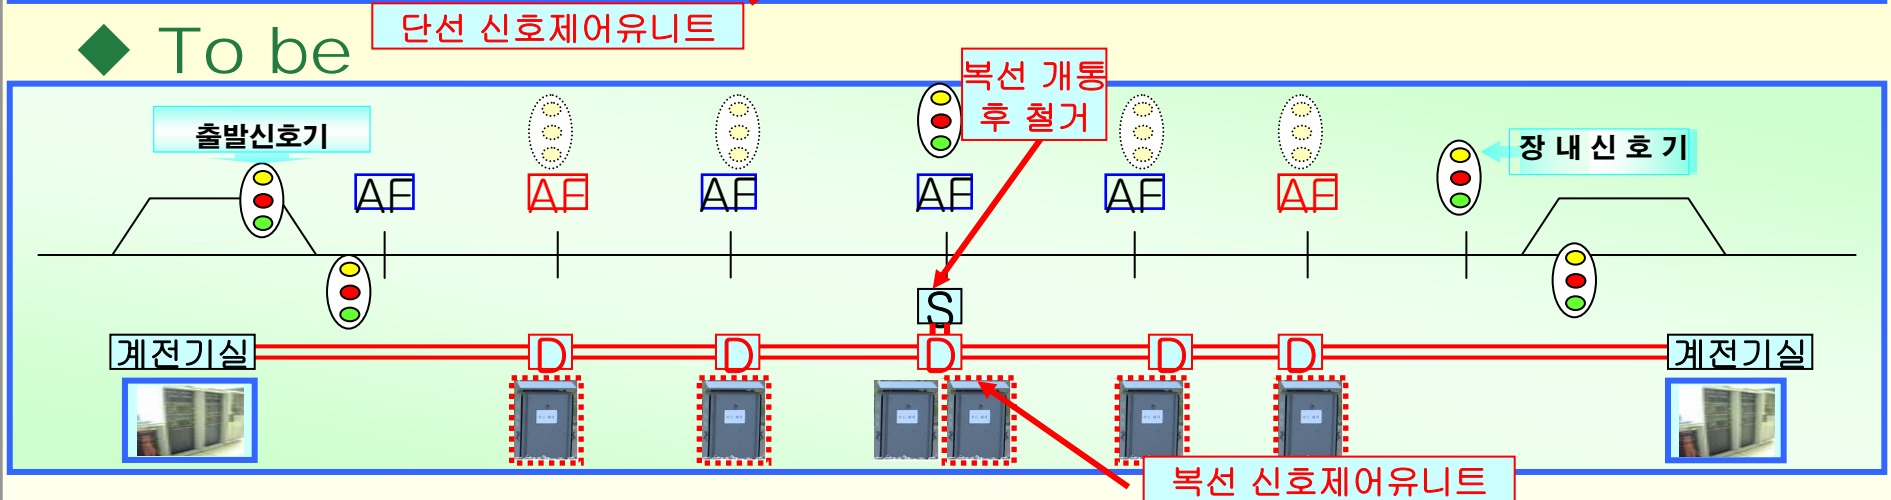 단선 신호제어유니트
◆ To be
복선 개통
후 철거
출발신호기
장 내 신 호 기
AF AF AF AF AF AF
S
계전기실 D D D D D 계전기실
복선 신호제어유니트